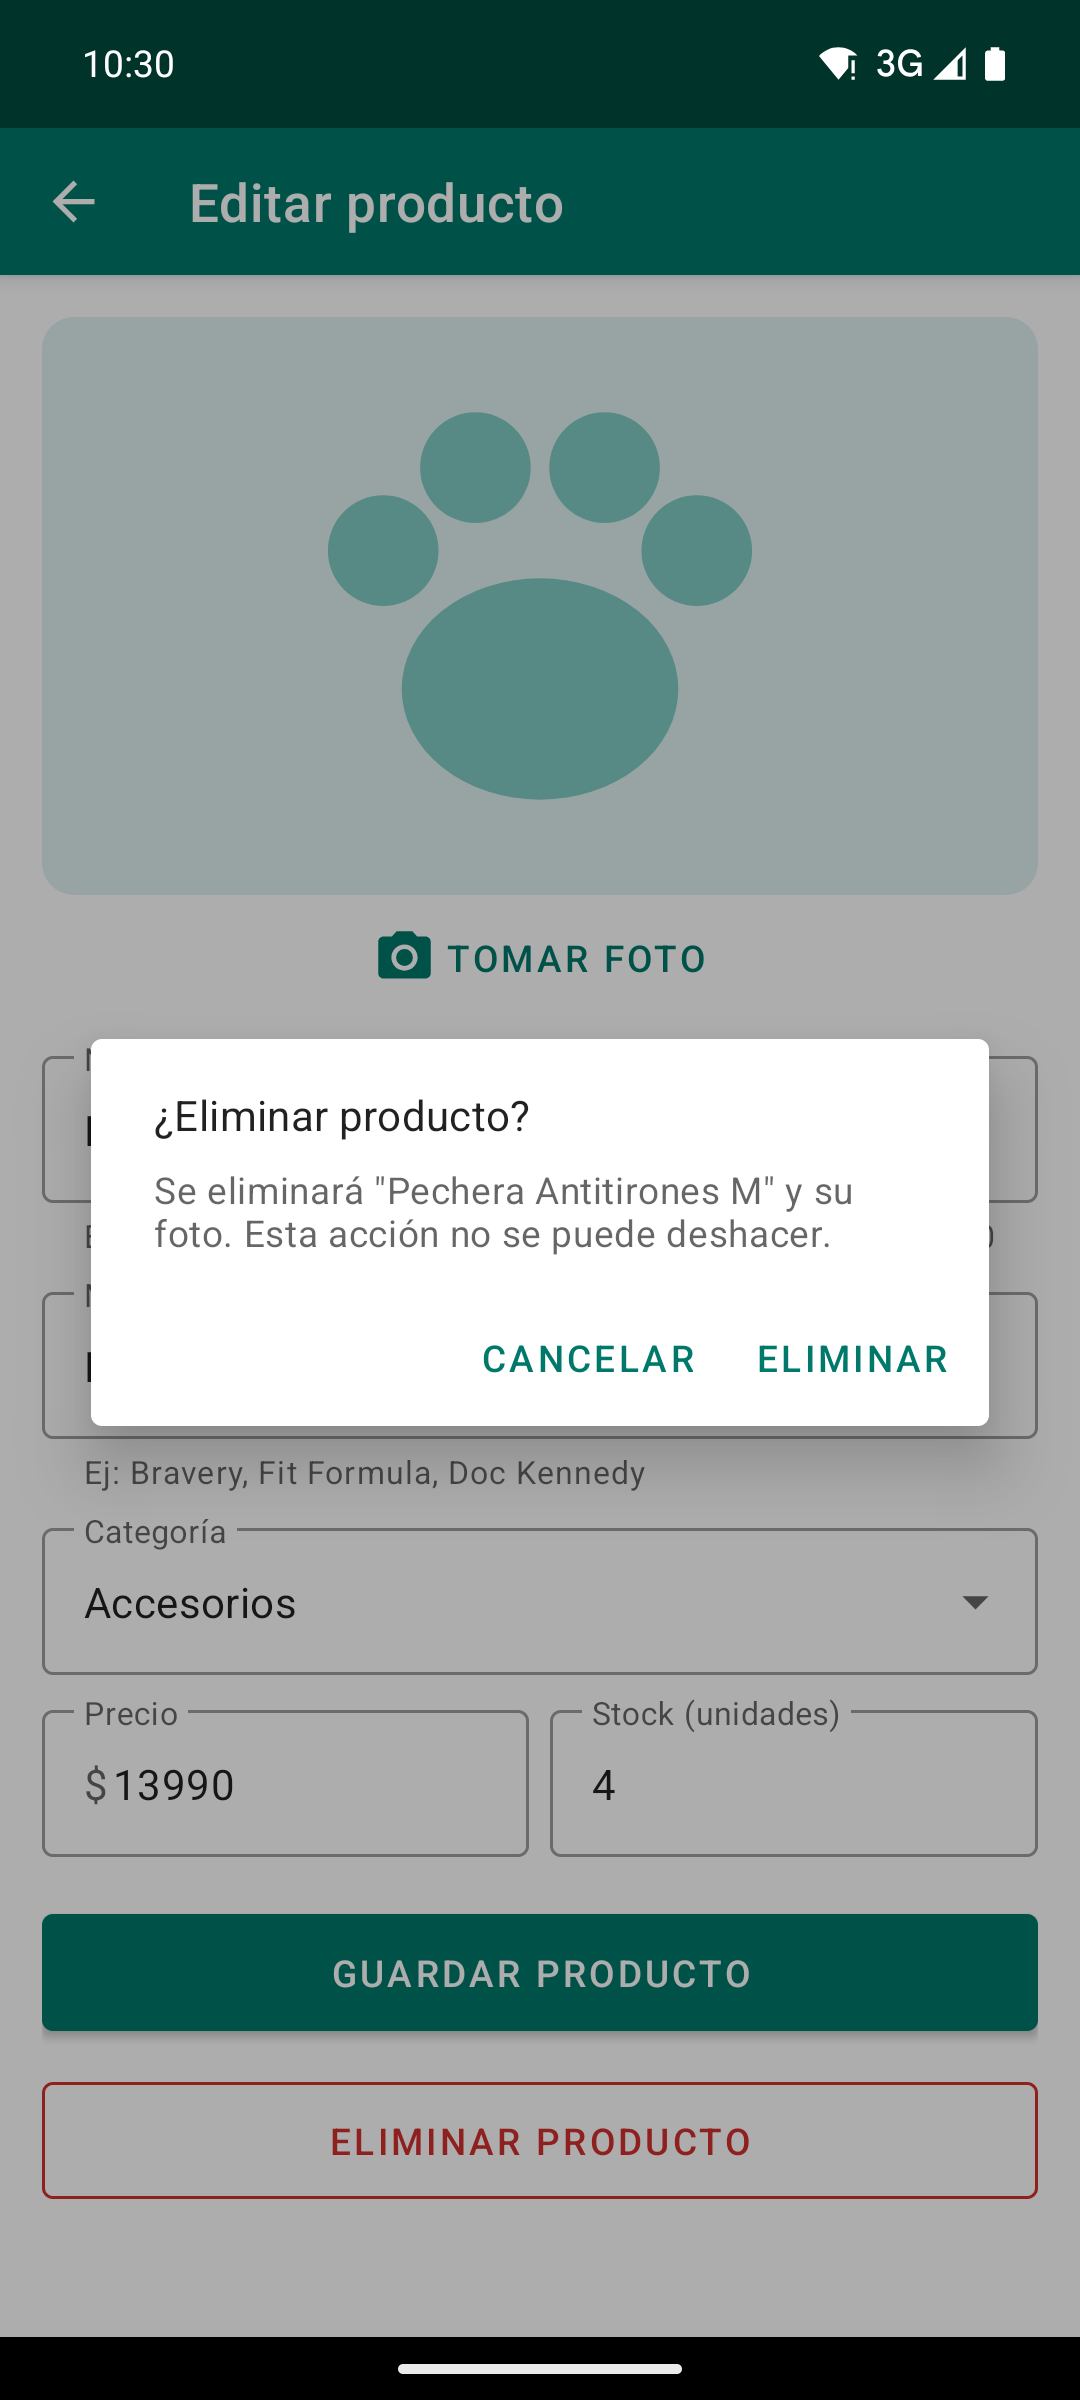 10:30
3G
Editar producto
TOMAR FOTO
¿Eliminar producto?
Se eliminará "Pechera Antitirones M" y su
foto. Esta acción no se puede deshacer.
CANCELAR
ELIMINAR
Ej: Bravery, Fit Formula, Doc Kennedy
Categoría
Accesorios
Precio
$ 13990
Stock (unidades)
4
GUARDAR PRODUCTO
ELIMINAR PRODUCTO